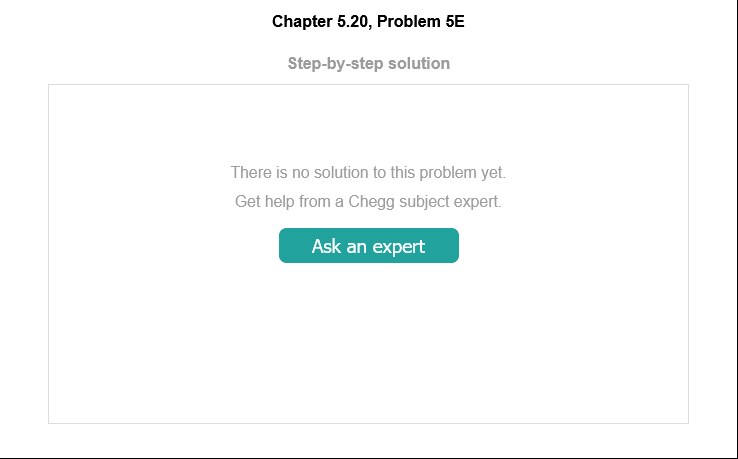 Chapter 5.20, Problem 5E
Step-by-step solution
There is no solution to this problem yet.
Get help from a Chegg subject expert.
Ask an expert